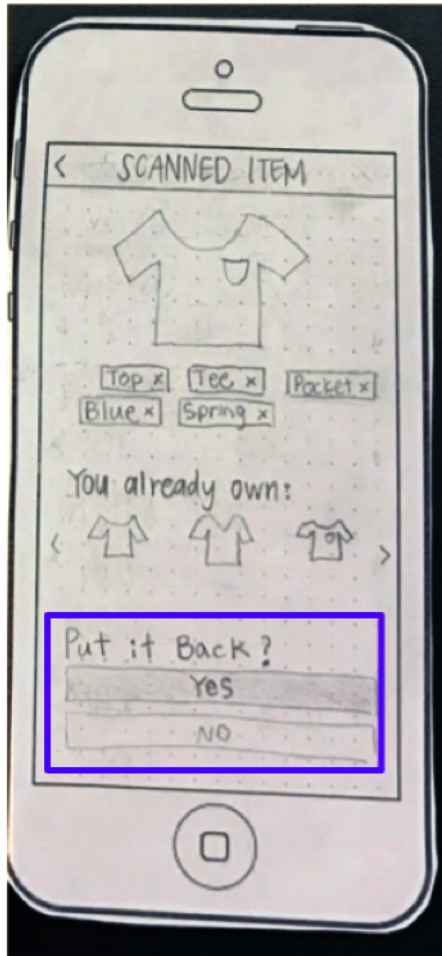 < SCANNED ITEM
Top x Tee x Pocket x
Blue x Spring x
You already own:
< >
Put it Back?
Yes
NO